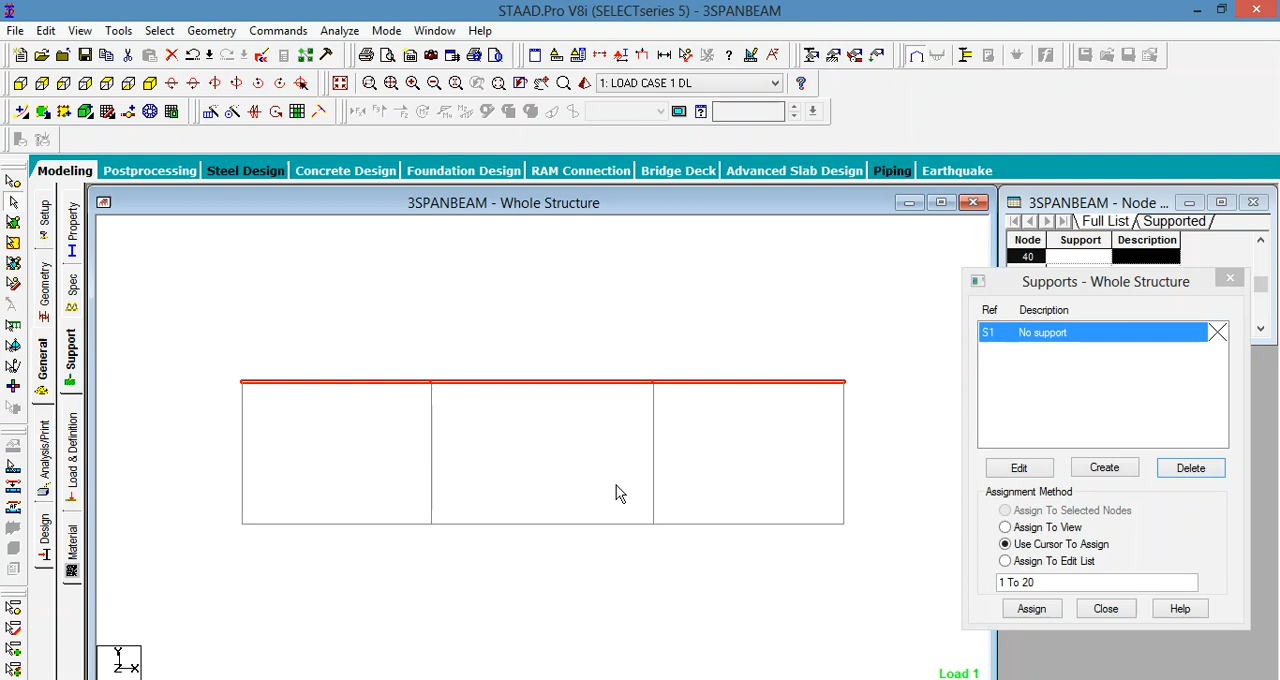 STAAD.Pro V8i (SELECTseries 5) - 3SPANBEAM
File Edit View Tools Select Geometry Commands Analyze Mode Window Help
1: LOAD CASE 1 DL
Modeling Postprocessing Steel Design Concrete Design Foundation Design RAM Connection Bridge Deck Advanced Slab Design Piping Earthquake
Setup
Geometry
General
Analysis/Print
Design
Property
Spec
Support
Load & Definition
Material
3SPANBEAM - Whole Structure
Load 1
Y
Z X
3SPANBEAM - Node ...
Full List Supported
Node Support Description
40
Supports - Whole Structure
Ref Description
S1 No support
Edit Create Delete
Assignment Method
Assign To Selected Nodes
Assign To View
Use Cursor To Assign
Assign To Edit List
1 To 20
Assign Close Help